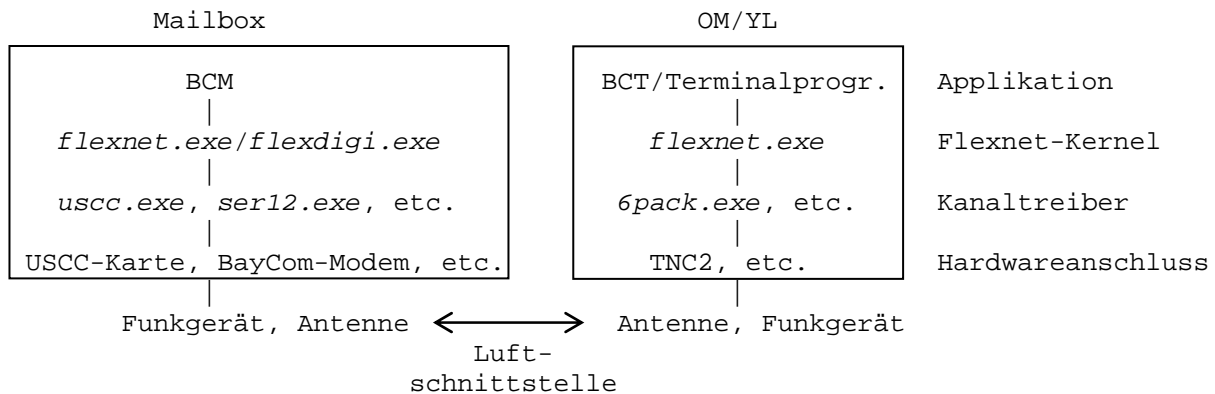 Mailbox OM/YL
BCM BCT/Terminalprogr. Applikation
flexnet.exe/flexdigi.exe flexnet.exe Flexnet-Kernel
uscc.exe, ser12.exe, etc. 6pack.exe, etc. Kanaltreiber
USCC-Karte, BayCom-Modem, etc. TNC2, etc. Hardwareanschluss
Funkgerät, Antenne Antenne, Funkgerät
Luft-
schnittstelle